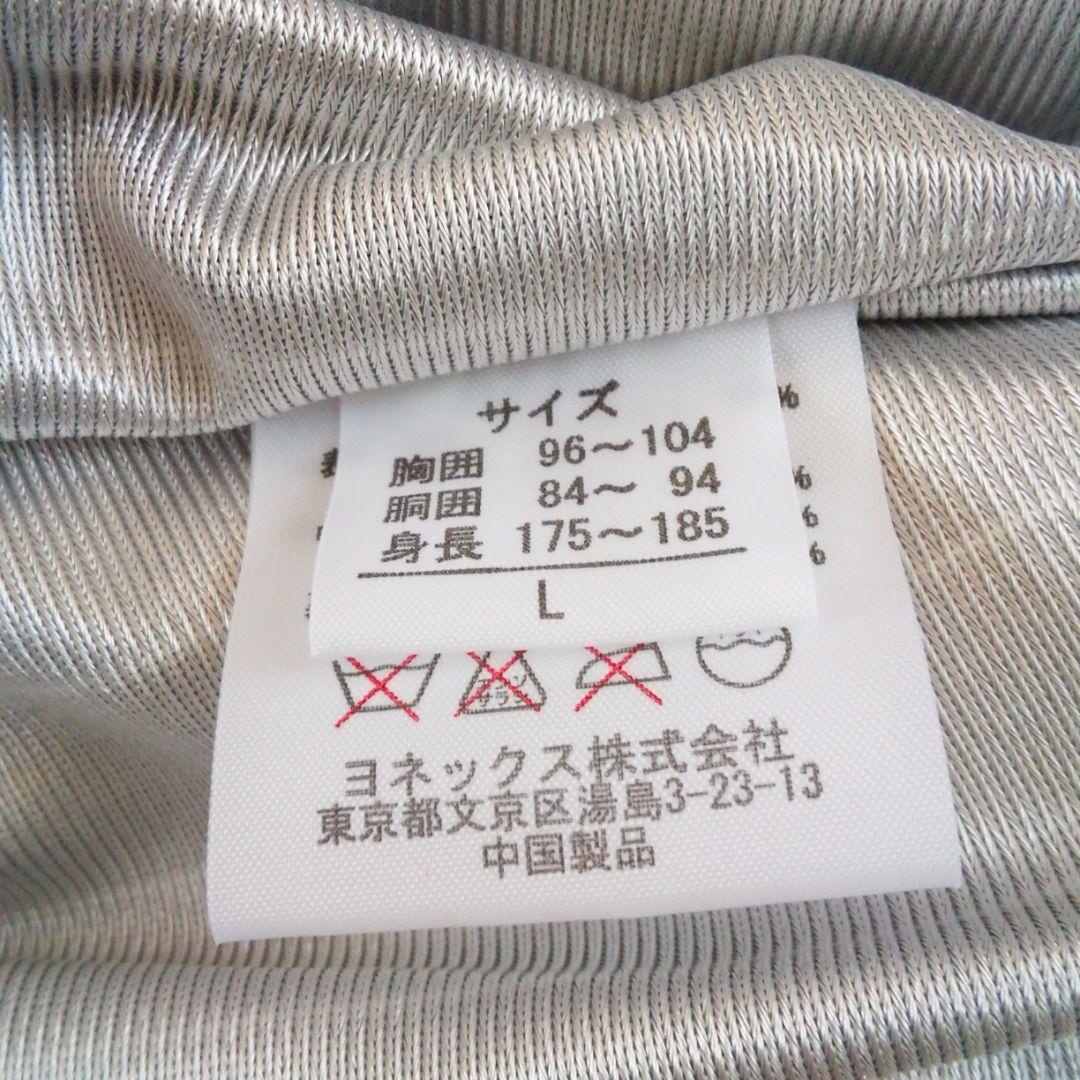 サイズ
胸囲 96〜104
胴囲 84〜 94
身長 175〜185
L
%
%
%
%
ヨネックス株式会社
東京都文京区湯島3-23-13
中国製品